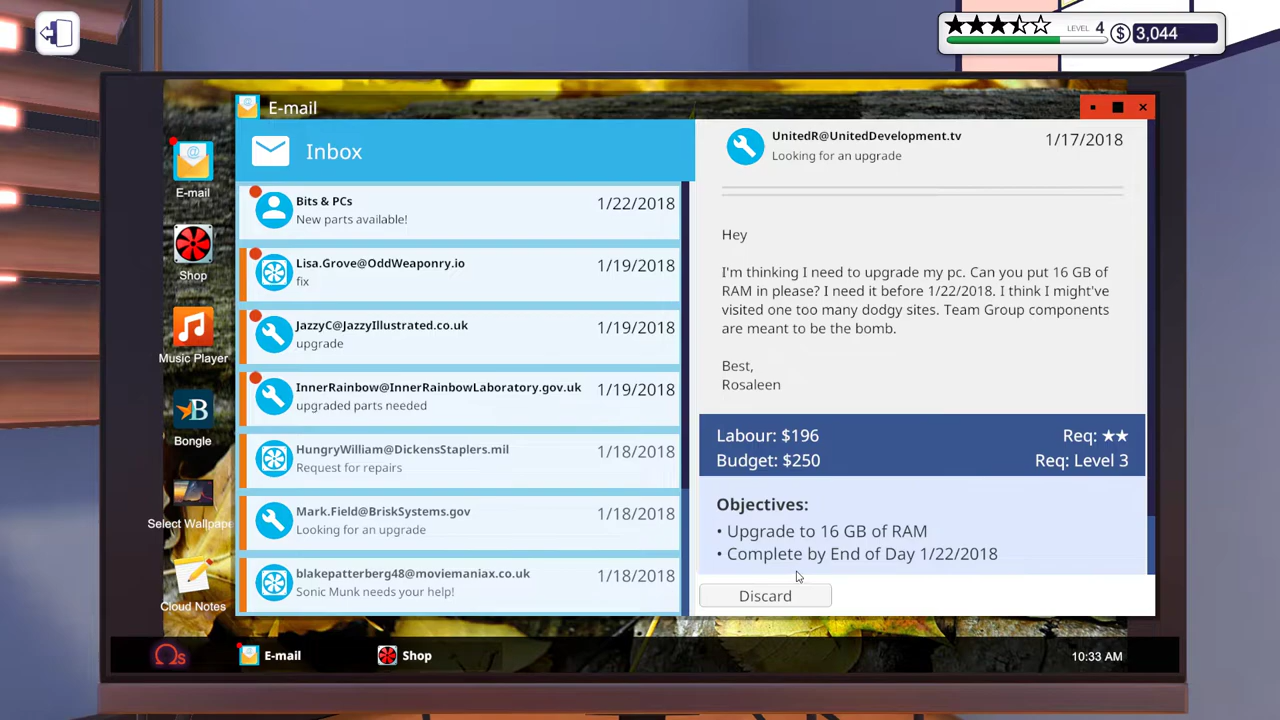 LEVEL 4 $ 3,044
E-mail
Inbox
Bits & PCs 1/22/2018
New parts available!
Lisa.Grove@OddWeaponry.io 1/19/2018
fix
JazzyC@JazzyIllustrated.co.uk 1/19/2018
upgrade
InnerRainbow@InnerRainbowLaboratory.gov.uk 1/19/2018
upgraded parts needed
HungryWilliam@DickensStaplers.mil 1/18/2018
Request for repairs
Mark.Field@BriskSystems.gov 1/18/2018
Looking for an upgrade
blakepatterberg48@moviemaniax.co.uk 1/18/2018
Sonic Munk needs your help!
UnitedR@UnitedDevelopment.tv 1/17/2018
Looking for an upgrade
Hey
I'm thinking I need to upgrade my pc. Can you put 16 GB of
RAM in please? I need it before 1/22/2018. I think I might've
visited one too many dodgy sites. Team Group components
are meant to be the bomb.
Best,
Rosaleen
Labour: $196 Req: ★★
Budget: $250 Req: Level 3
Objectives:
• Upgrade to 16 GB of RAM
• Complete by End of Day 1/22/2018
Discard
E-mail
Shop
Music Player
Bongle
Select Wallpape
Cloud Notes
Ωs E-mail Shop 10:33 AM